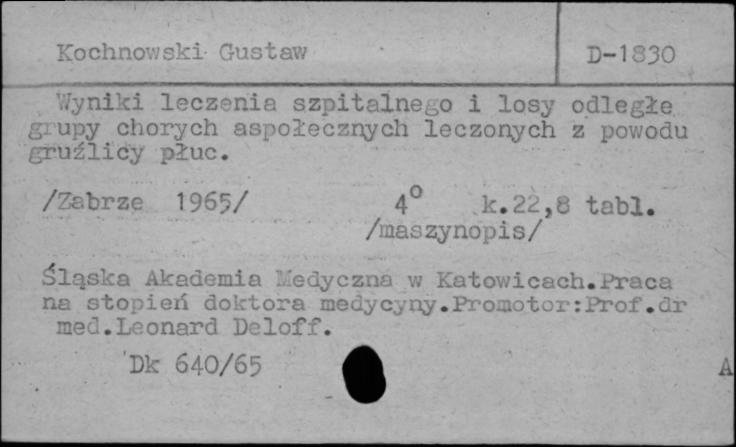 Kochnowski Gustaw
D-1830
Wyniki leczenia szpitalnego i losy odległe
grupy chorych aspołecznych leczonych z powodu
gruźlicy płuc.
/Zabrze 1965/ 4° k.22,8 tabl.
/maszynopis/
Śląska Akademia Medyczna w Katowicach.Praca
na stopień doktora medycyny.Promotor:Prof.dr
med.Leonard Deloff.
Dk 640/65
A